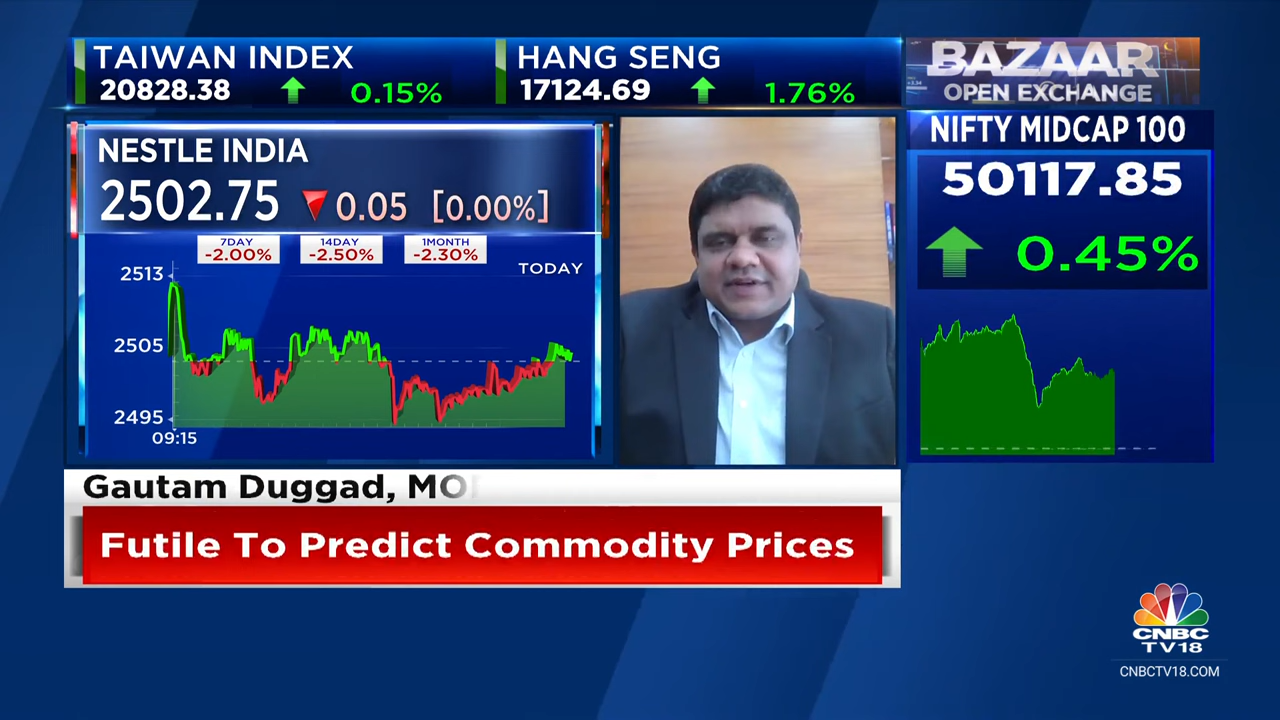 TAIWAN INDEX
20828.38 0.15%
HANG SENG
17124.69 1.76%
BAZAAR
OPEN EXCHANGE
NESTLE INDIA
2502.75 0.05 [0.00%]
7DAY
-2.00%
14DAY
-2.50%
1MONTH
-2.30%
TODAY
2513
2505
2495
09:15
NIFTY MIDCAP 100
50117.85
0.45%
Gautam Duggad, MO
Futile To Predict Commodity Prices
CNBC
TV18
CNBCTV18.COM